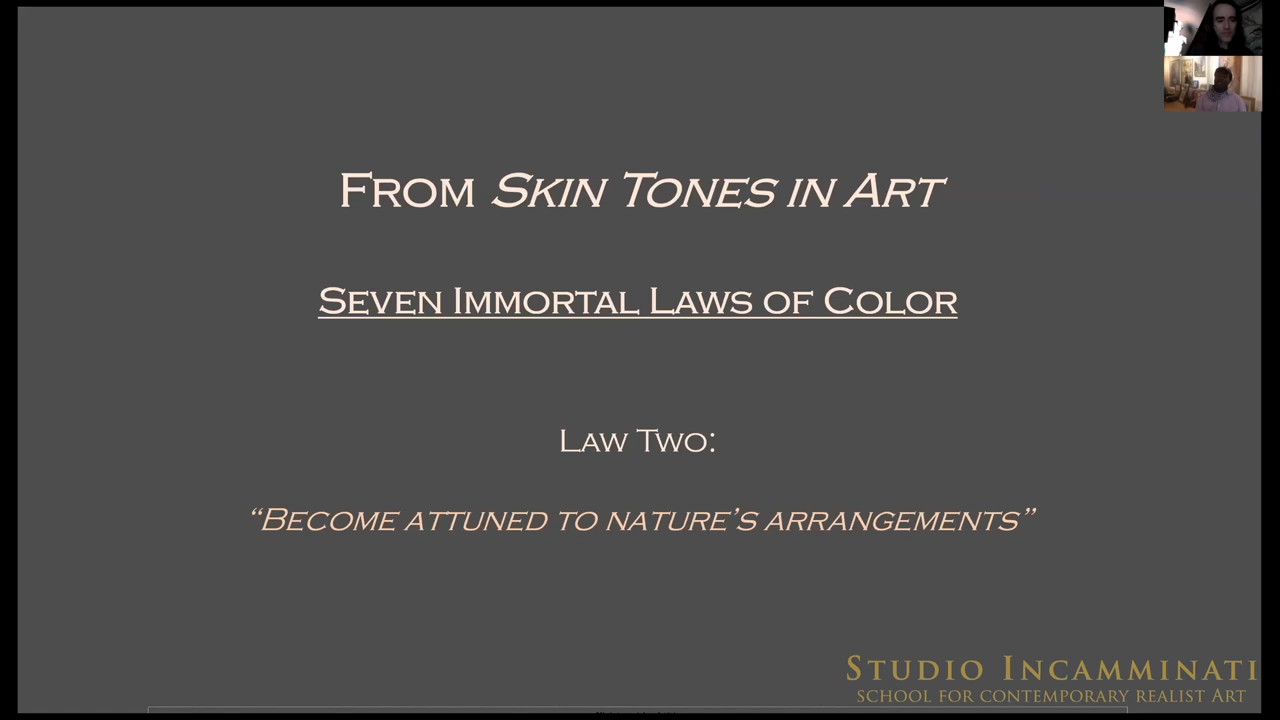 From Skin Tones in Art
Seven Immortal Laws of Color
Law Two:
“Become attuned to nature’s arrangements”
Studio Incamminati
School for Contemporary Realist Art